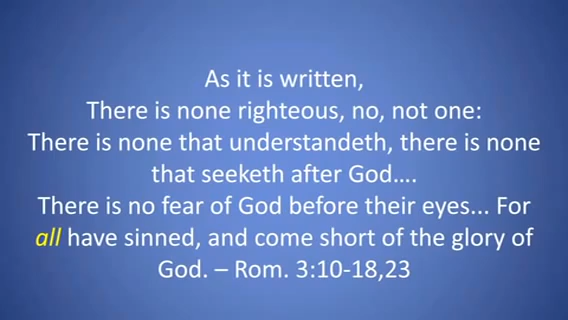 As it is written,
There is none righteous, no, not one:
There is none that understandeth, there is none
that seeketh after God….
There is no fear of God before their eyes... For
all have sinned, and come short of the glory of
God. – Rom. 3:10-18,23